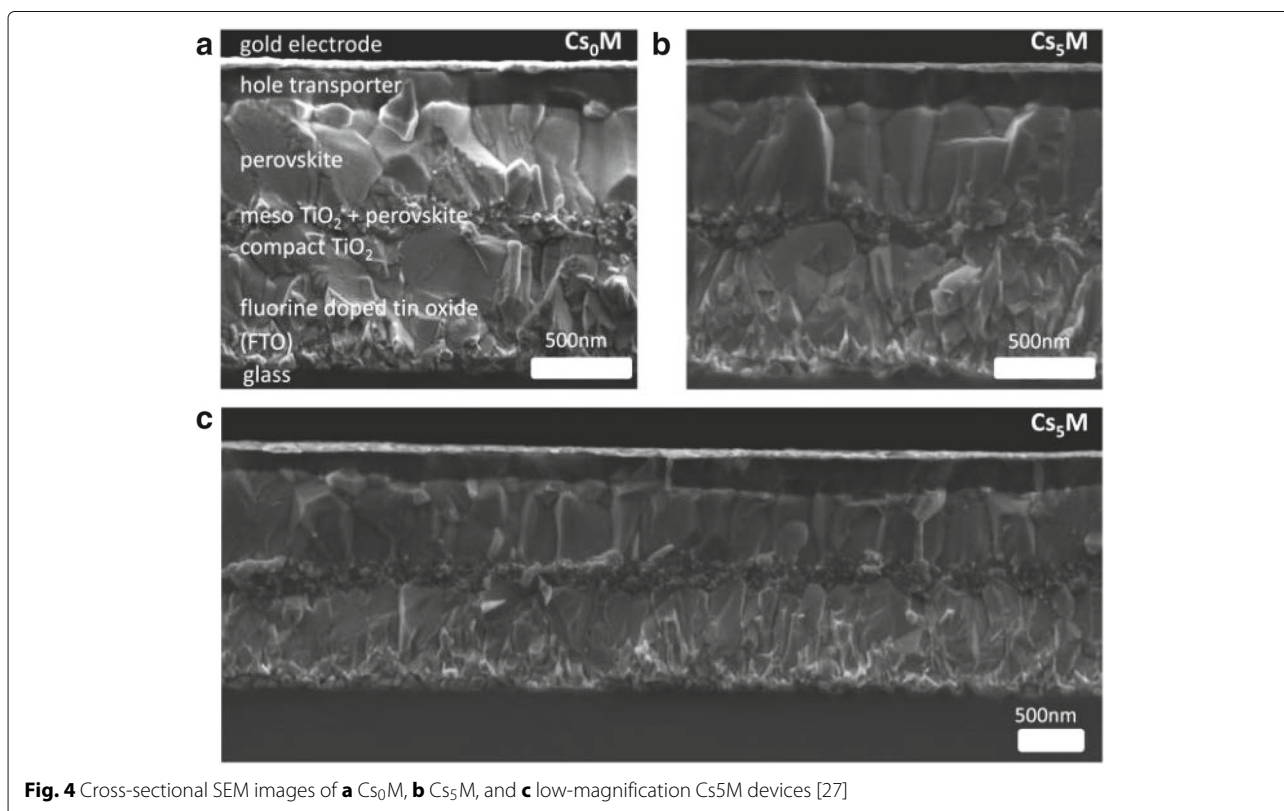 a
gold electrode
Cs₀M
hole transporter
perovskite
meso TiO₂ + perovskite
compact TiO₂
fluorine doped tin oxide
(FTO)
500nm
glass
b
Cs₅M
500nm
c
Cs₅M
500nm
Fig. 4 Cross-sectional SEM images of a Cs₀M, b Cs₅M, and c low-magnification Cs5M devices [27]